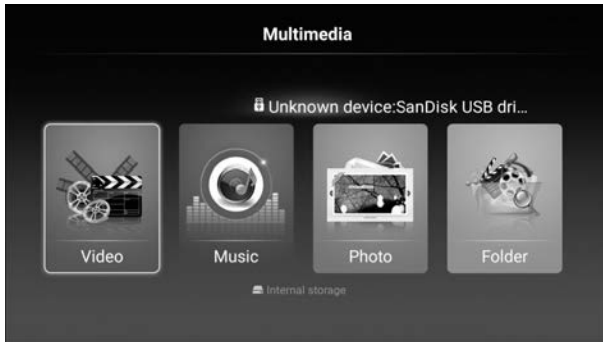 Multimedia
Unknown device:SanDisk USB dri...
Video Music Photo Folder
Internal storage